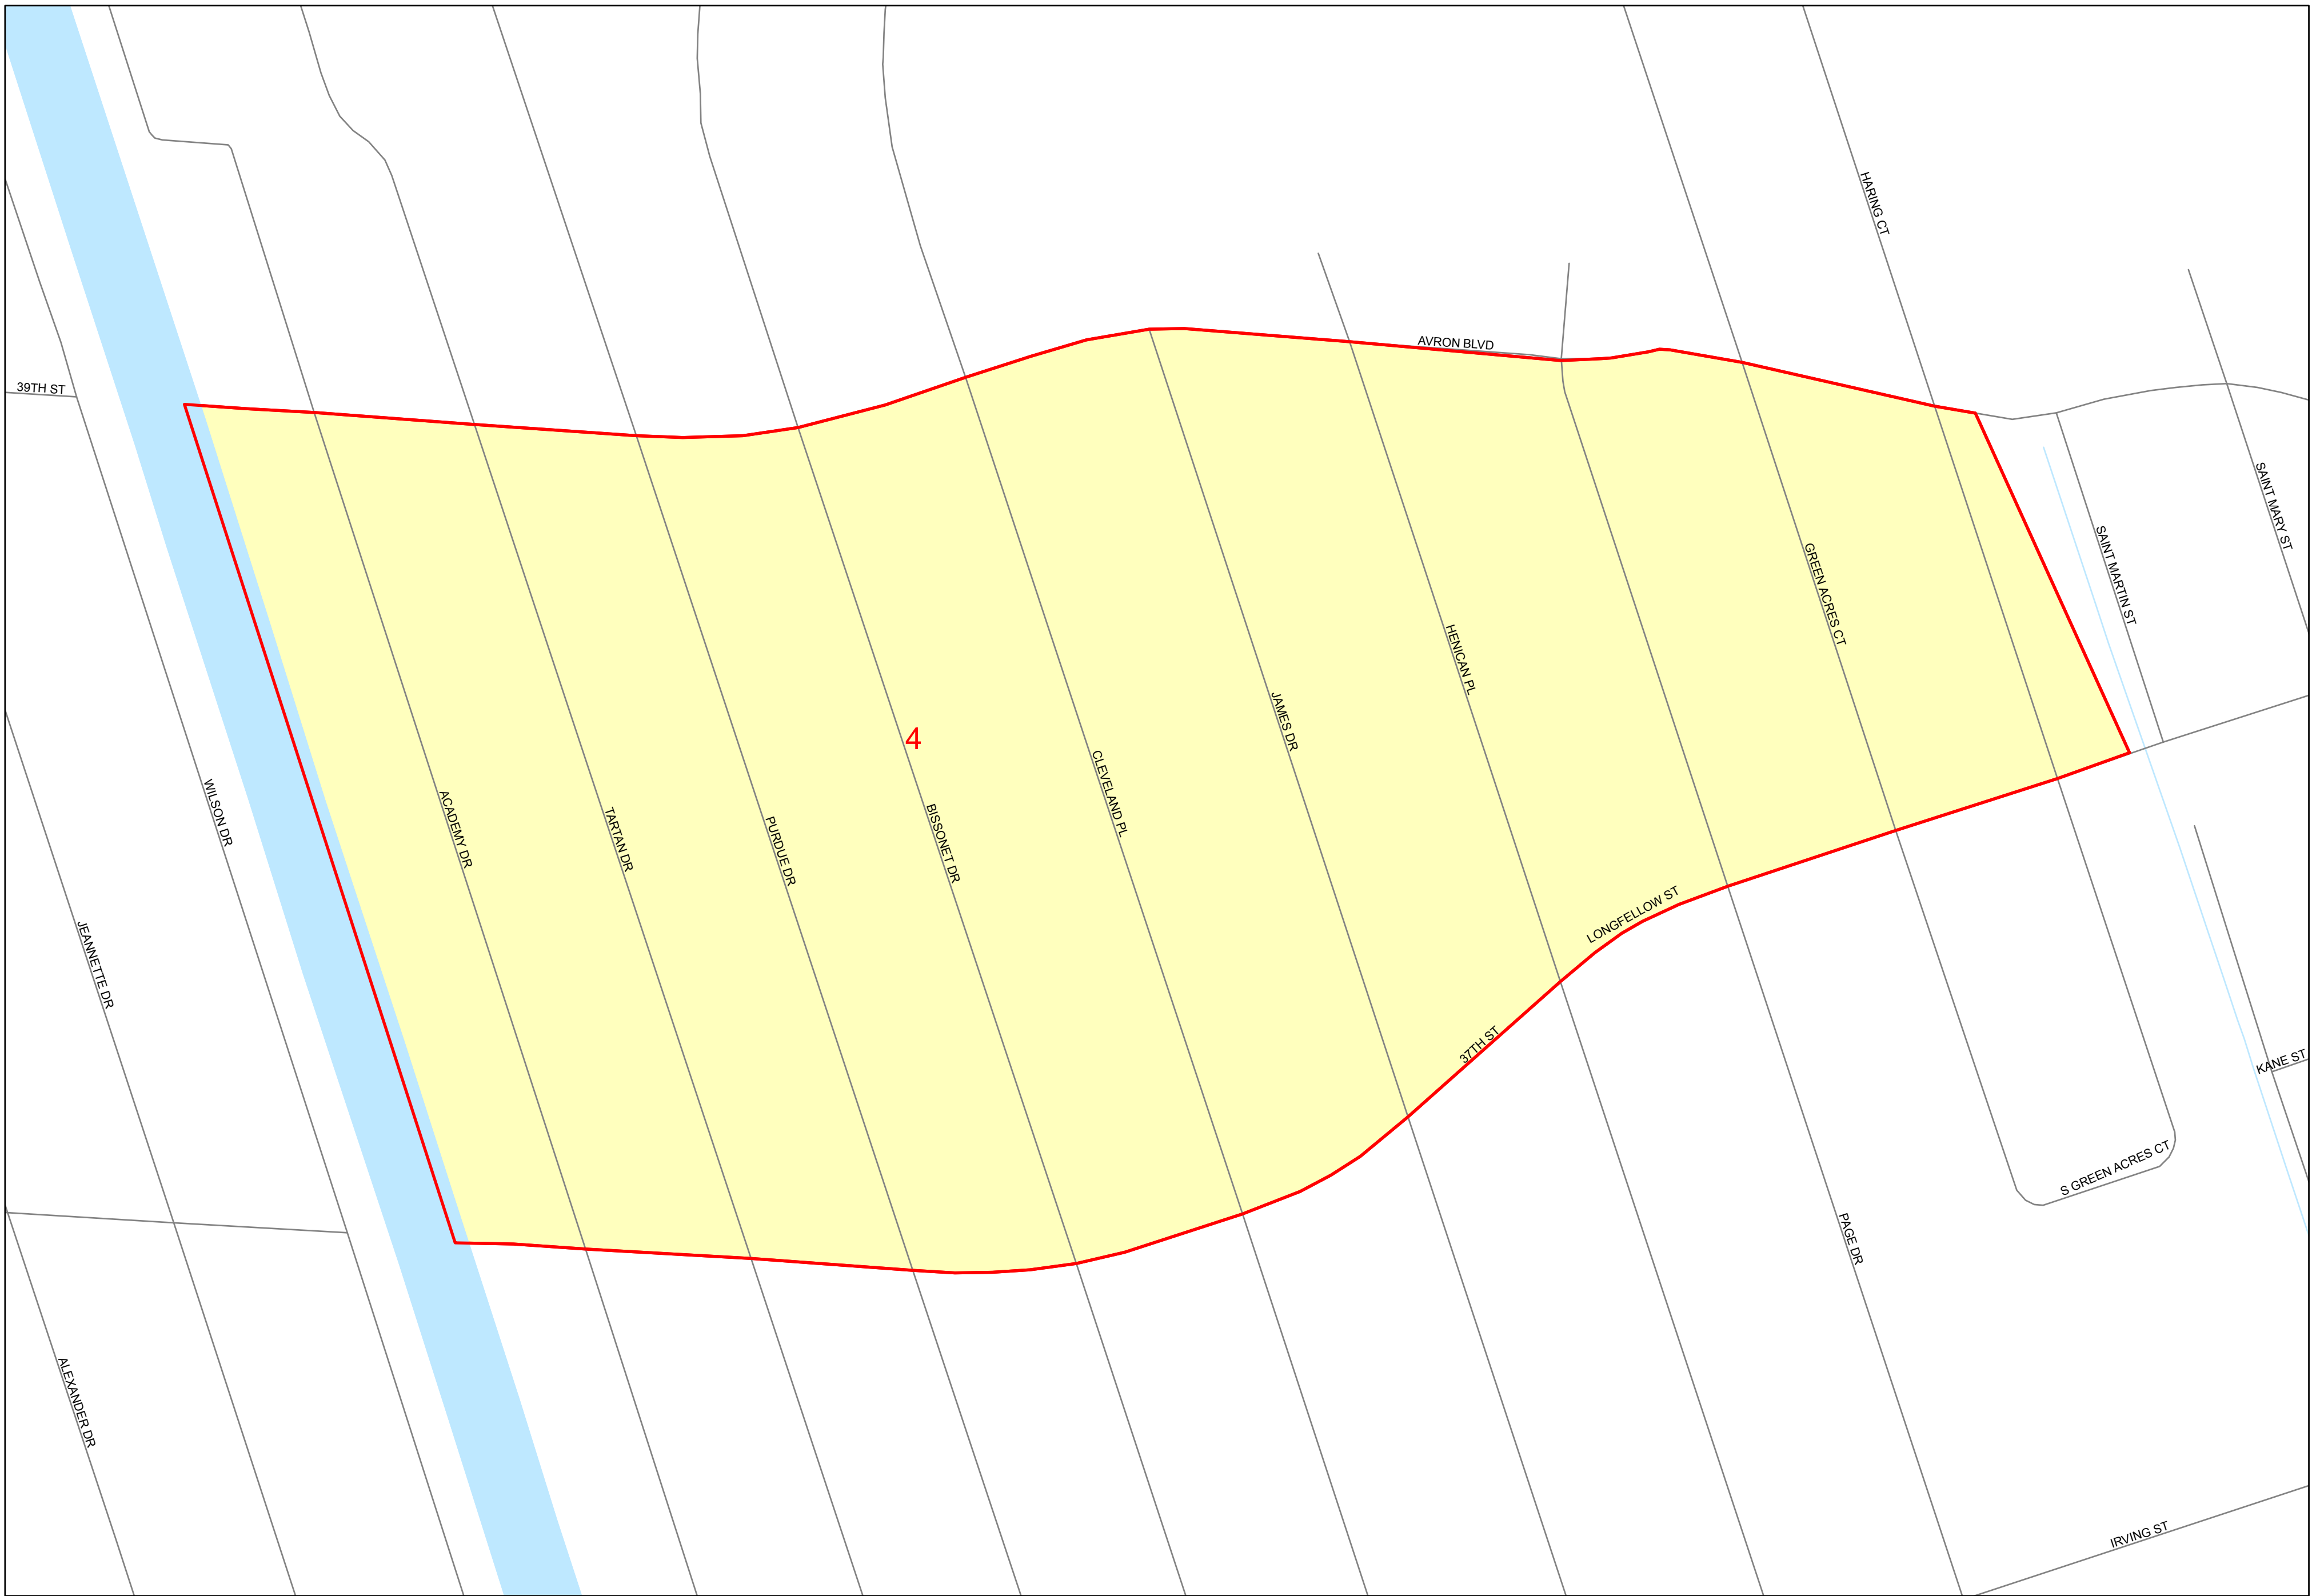 HARING CT
AVRON BLVD
39TH ST
SAINT MARY ST
SAINT MARTIN ST
GREEN ACRES CT
HENICAN PL
JAMES DR
4
CLEVELAND PL
WILSON DR
ACADEMY DR
TARTAN DR
PURDUE DR
BISSONET DR
LONGFELLOW ST
JEANNETTE DR
37TH ST
KANE ST
S GREEN ACRES CT
PAGE DR
ALEXANDER DR
IRVING ST